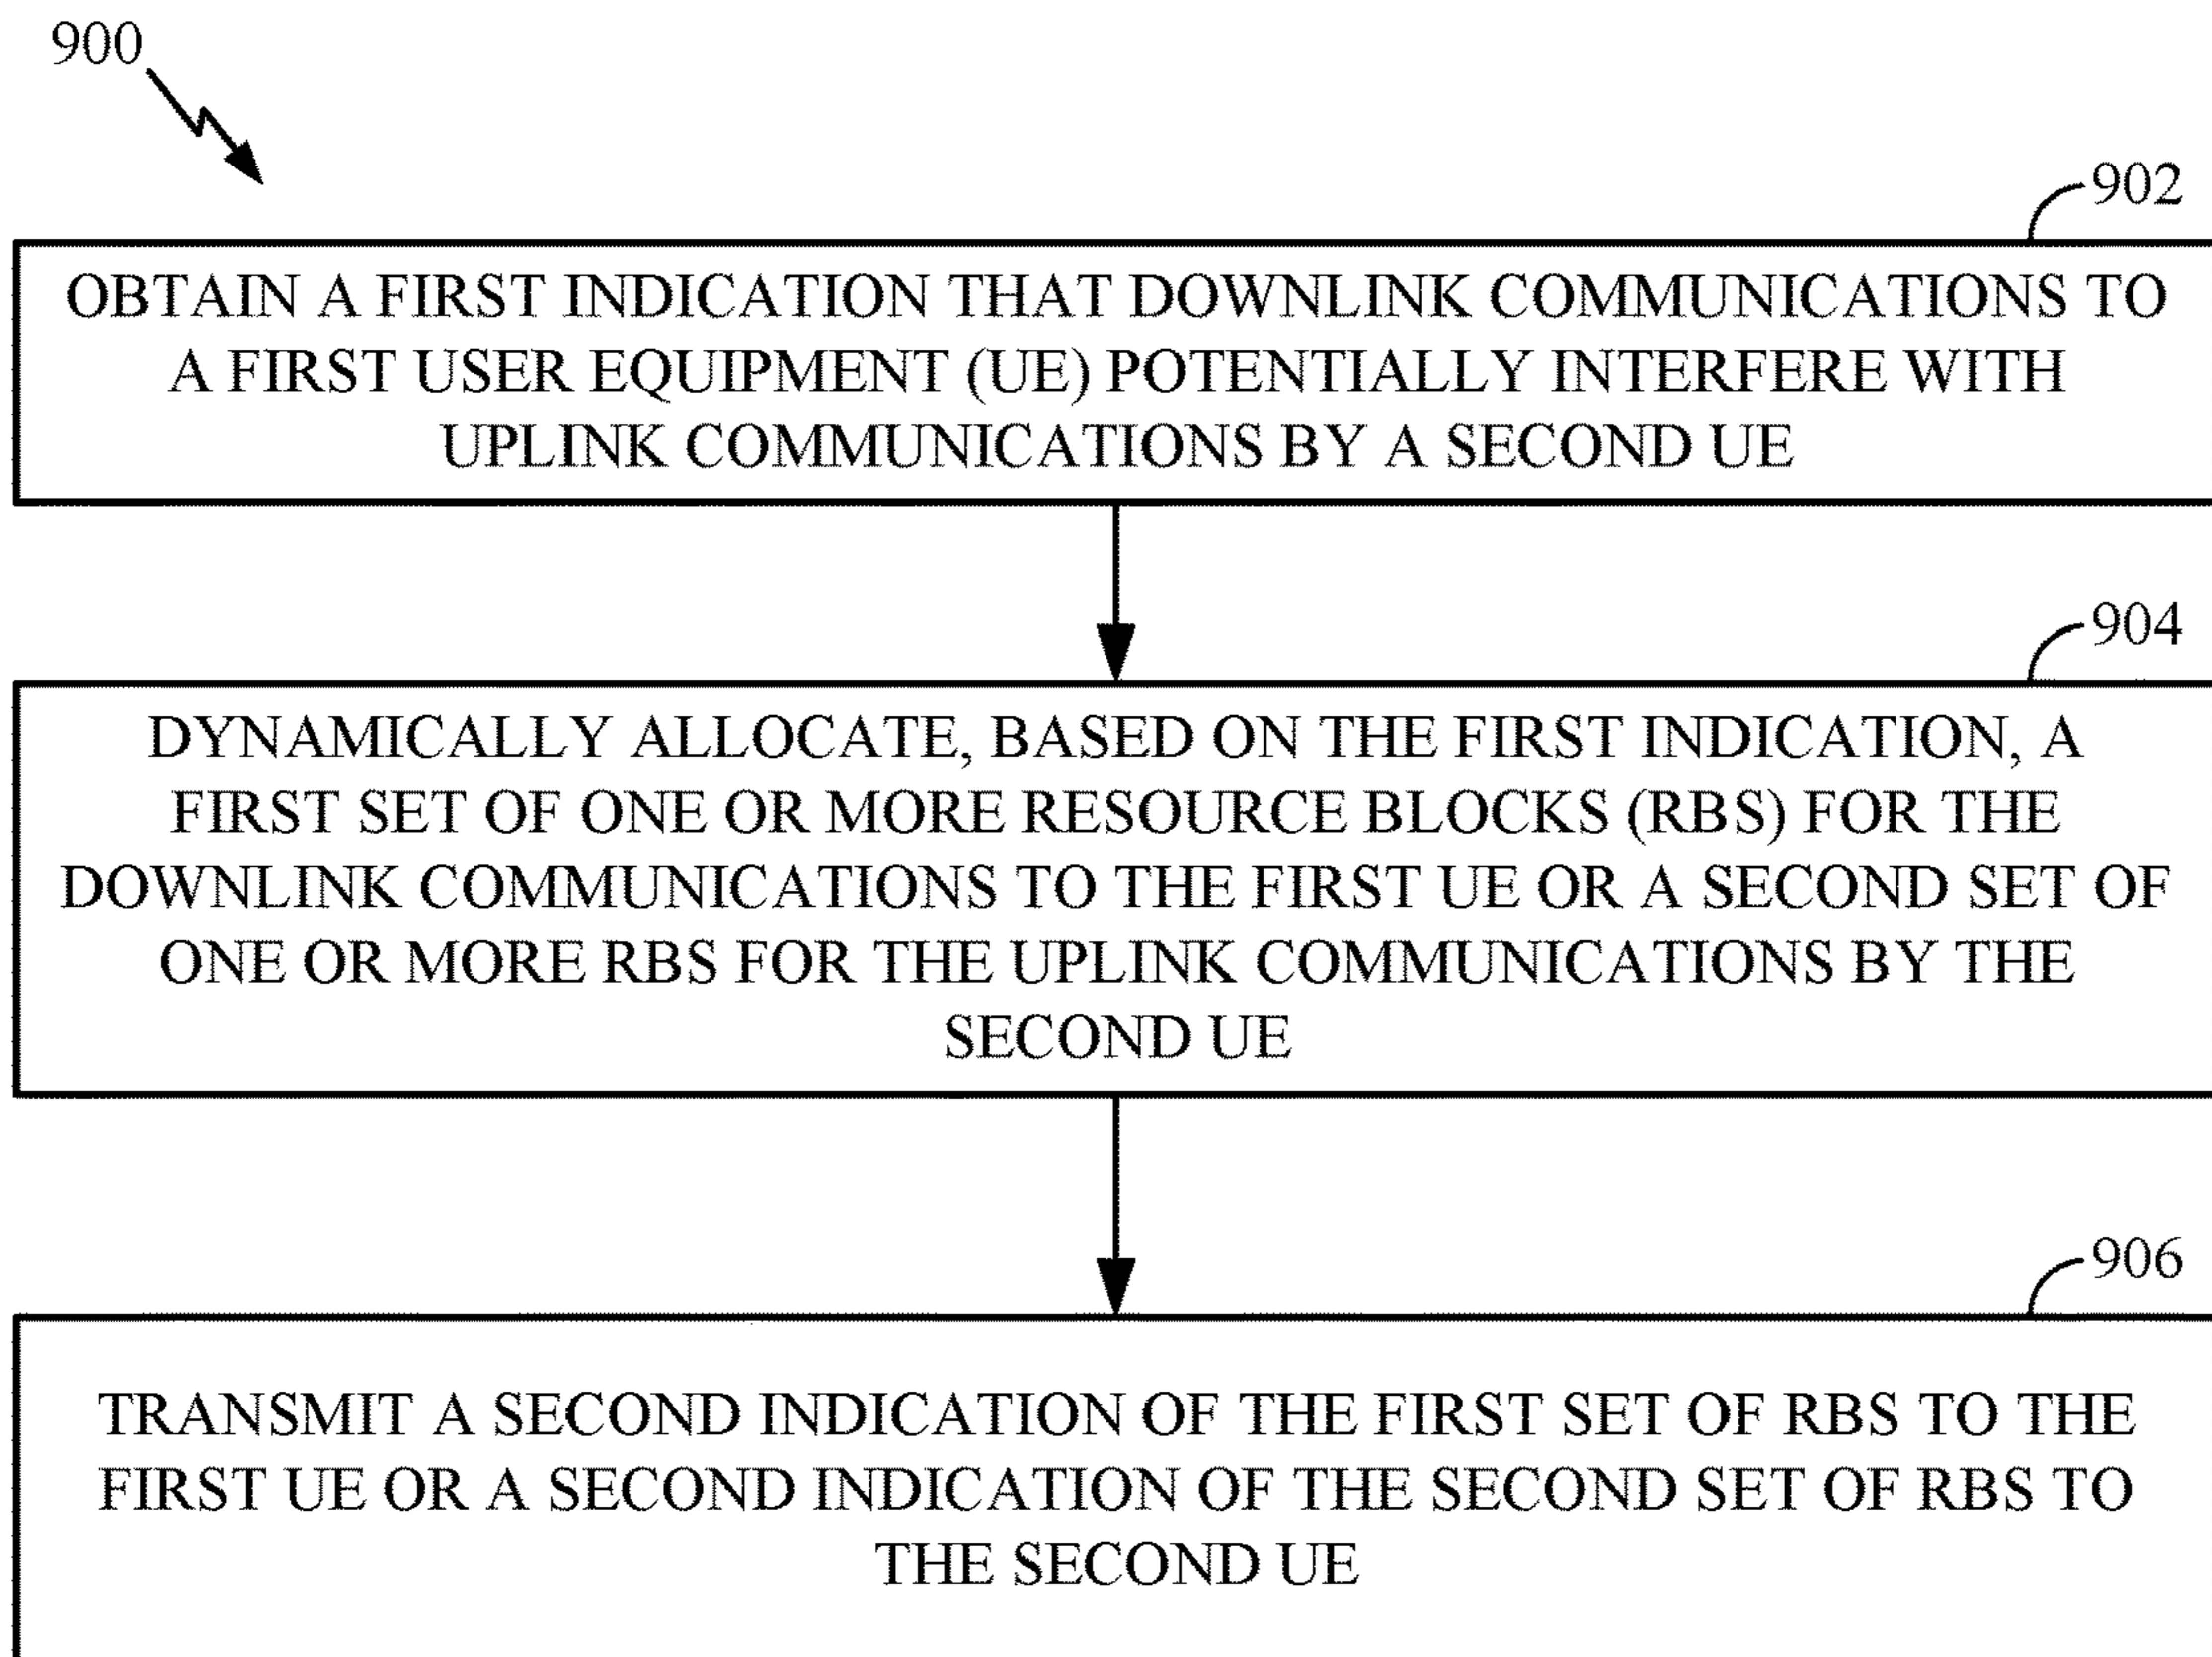 900
902
OBTAIN A FIRST INDICATION THAT DOWNLINK COMMUNICATIONS TO
A FIRST USER EQUIPMENT (UE) POTENTIALLY INTERFERE WITH
UPLINK COMMUNICATIONS BY A SECOND UE
904
DYNAMICALLY ALLOCATE, BASED ON THE FIRST INDICATION, A
FIRST SET OF ONE OR MORE RESOURCE BLOCKS (RBS) FOR THE
DOWNLINK COMMUNICATIONS TO THE FIRST UE OR A SECOND SET OF
ONE OR MORE RBS FOR THE UPLINK COMMUNICATIONS BY THE
SECOND UE
906
TRANSMIT A SECOND INDICATION OF THE FIRST SET OF RBS TO THE
FIRST UE OR A SECOND INDICATION OF THE SECOND SET OF RBS TO
THE SECOND UE